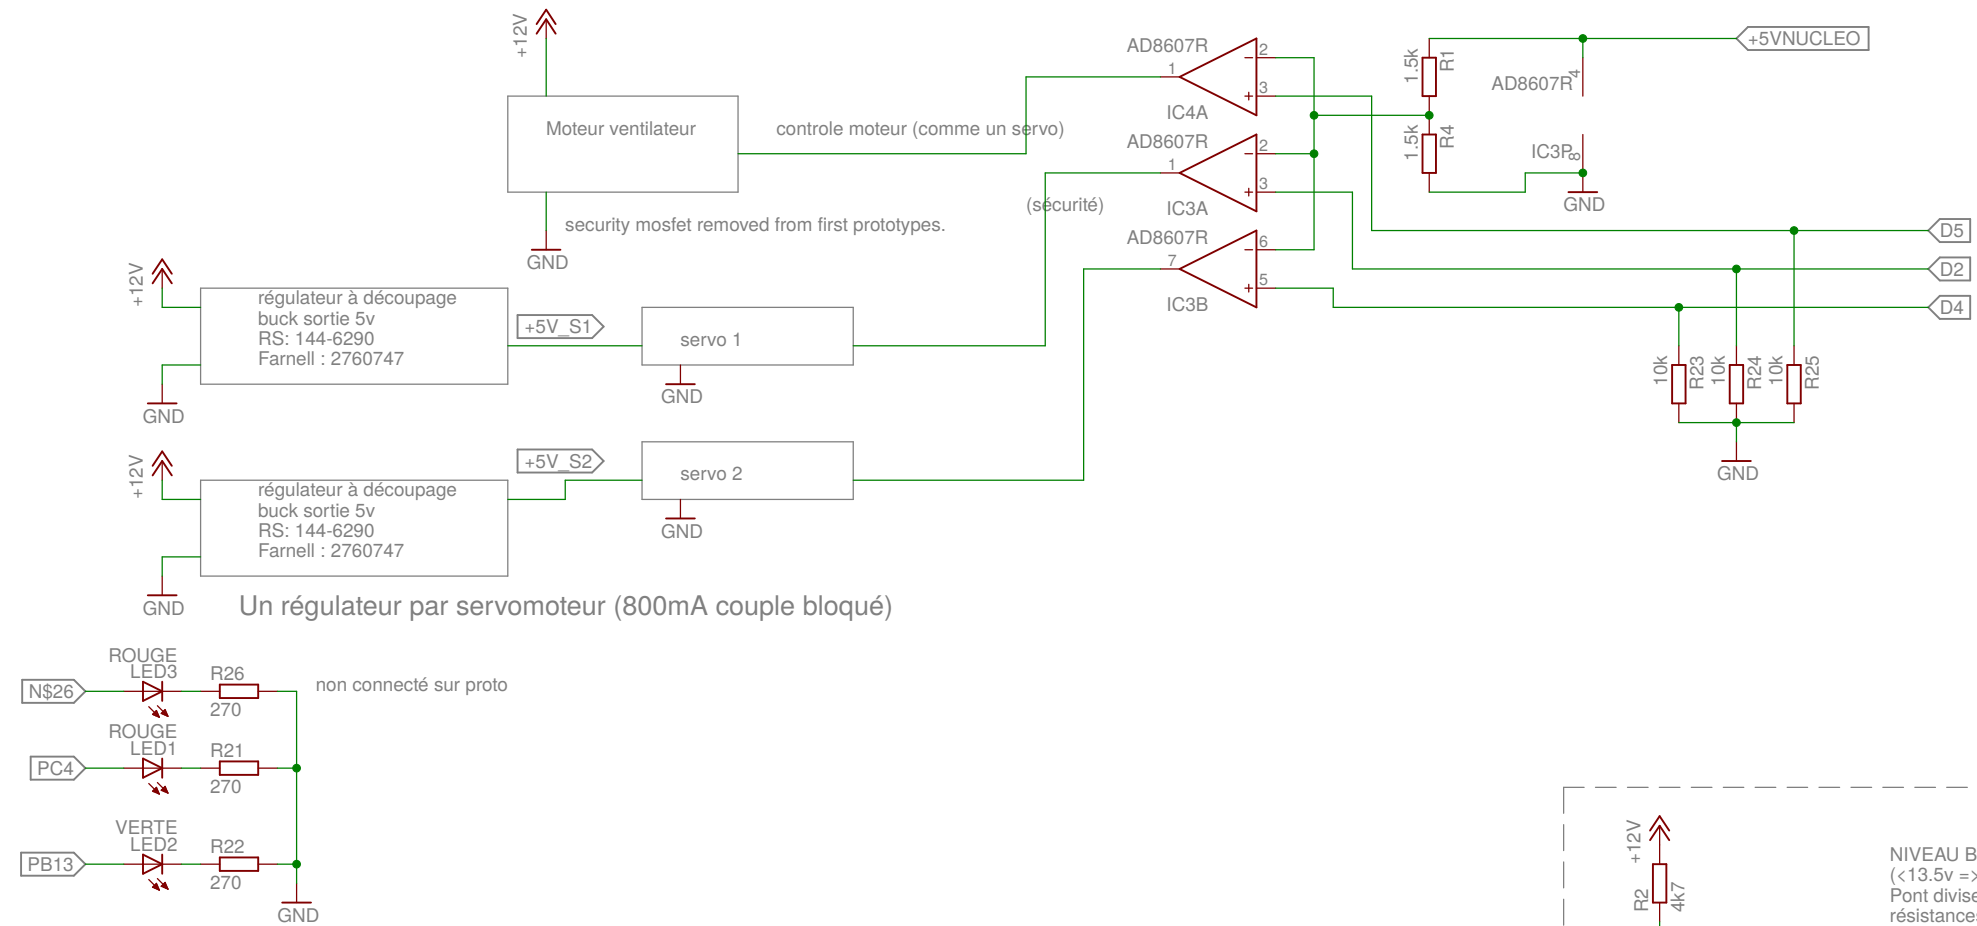 +12V
Moteur ventilateur
controle moteur (comme un servo)
security mosfet removed from first prototypes.
GND
(sécurité)
AD8607R
2
1
3
-
+
IC4A
AD8607R
2
1
3
-
+
IC3A
AD8607R
6
7
5
-
+
IC3B
1.5k
R1
1.5k
R4
AD8607R
4
IC3P
8
GND
+5VNUCLEO
D5
D2
D4
10k
R23
10k
R24
10k
R25
GND
+12V
régulateur à découpage
buck sortie 5v
RS: 144-6290
Farnell : 2760747
GND
+5V_S1
servo 1
GND
+12V
régulateur à découpage
buck sortie 5v
RS: 144-6290
Farnell : 2760747
GND
+5V_S2
servo 2
GND
Un régulateur par servomoteur (800mA couple bloqué)
N$26
ROUGE
LED3
R26
270
non connecté sur proto
PC4
ROUGE
LED1
R21
270
PB13
VERTE
LED2
R22
270
GND
+12V
R2
4k7
NIVEAU B
(<13.5v =>
Pont divise
résistances